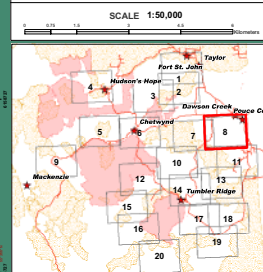 SCALE 1:50,000
0 0.75 1.5 3 4.5 6
Kilometers
Taylor
Fort St. John
Hudson's Hope
4
1
2
3
Dawson Creek
Pouce C
Chetwynd
5
6
7
8
9
10
11
Mackenzie
12
13
14
Tumbler Ridge
15
16
17
18
19
20